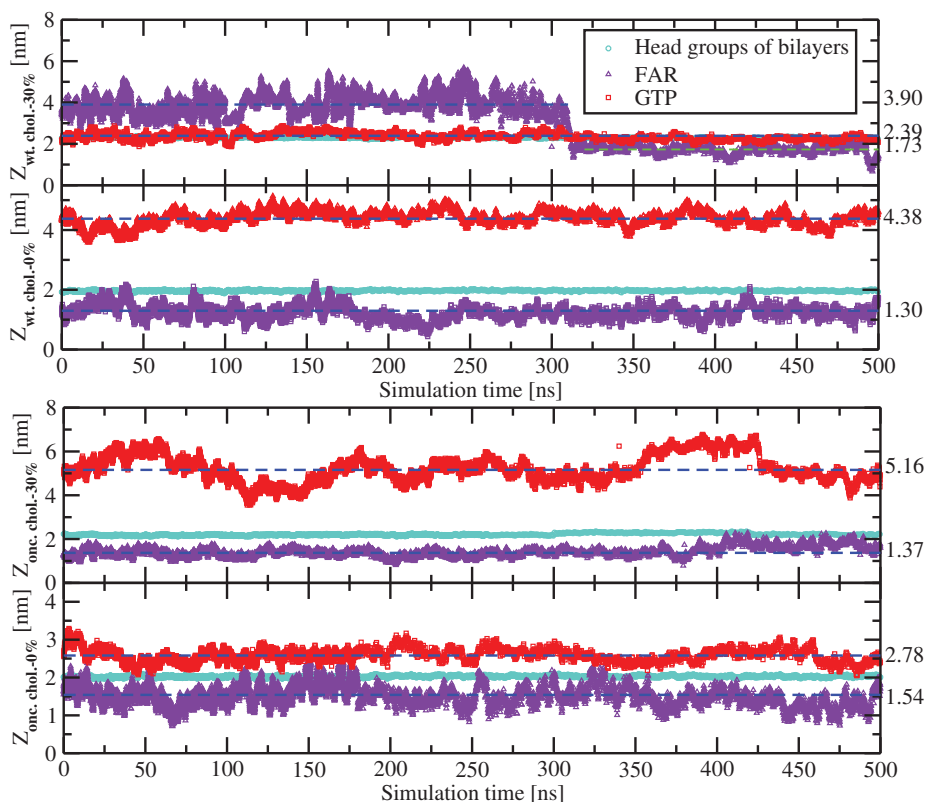 8
6
4
2
0
Z wt. chol.-30% [nm]
Head groups of bilayers
FAR
GTP
3.90
2.39
1.73
4
2
0
Z wt. chol.-0% [nm]
4.38
1.30
0 50 100 150 200 250 300 350 400 450 500
Simulation time [ns]
8
6
4
2
0
Z onc. chol.-30% [nm]
5.16
1.37
4
3
2
1
0
Z onc. chol.-0% [nm]
2.78
1.54
0 50 100 150 200 250 300 350 400 450 500
Simulation time [ns]